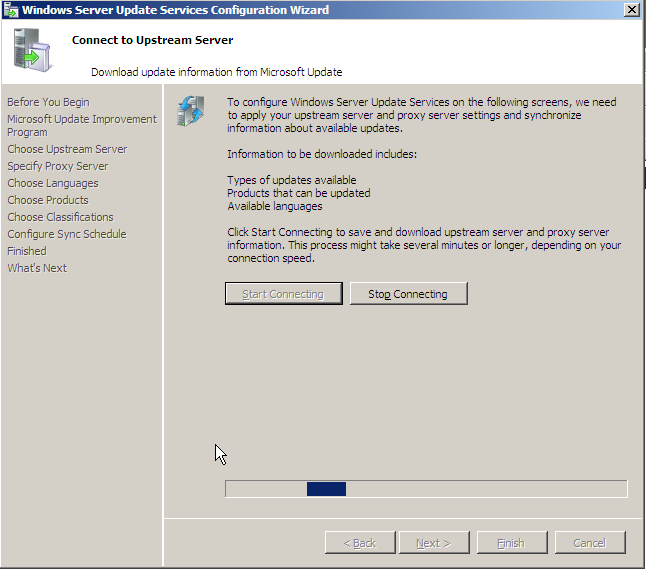 Windows Server Update Services Configuration Wizard
Connect to Upstream Server
Download update information from Microsoft Update
Before You Begin
Microsoft Update Improvement
Program
Choose Upstream Server
Specify Proxy Server
Choose Languages
Choose Products
Choose Classifications
Configure Sync Schedule
Finished
What's Next
To configure Windows Server Update Services on the following screens, we need
to apply your upstream server and proxy server settings and synchronize
information about available updates.
Information to be downloaded includes:
Types of updates available
Products that can be updated
Available languages
Click Start Connecting to save and download upstream server and proxy server
information. This process might take several minutes or longer, depending on your
connection speed.
Start Connecting
Stop Connecting
< Back
Next >
Finish
Cancel